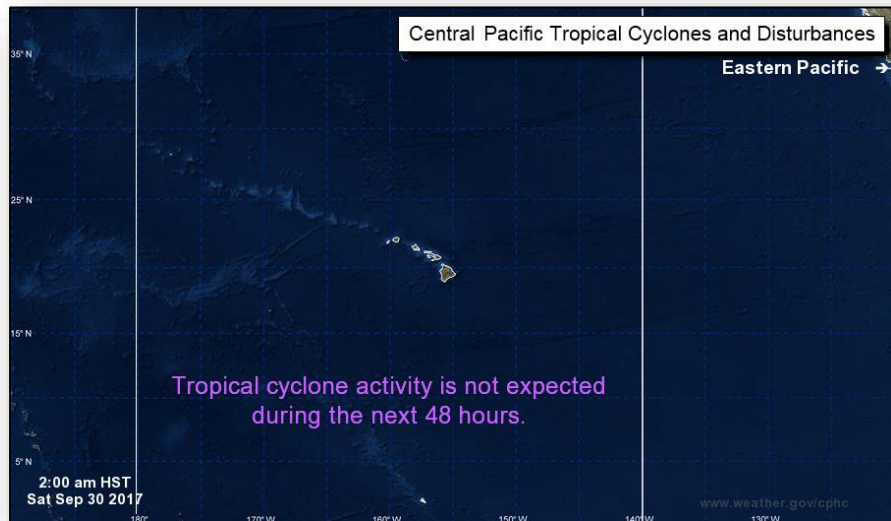 Central Pacific Tropical Cyclones and Disturbances
35° N
Eastern Pacific →
25° N
15° N
Tropical cyclone activity is not expected
during the next 48 hours.
5° N
2:00 am HST
Sat Sep 30 2017
www.weather.gov/cphc
180° 170° W 160° W 150° W 140° W 130° W